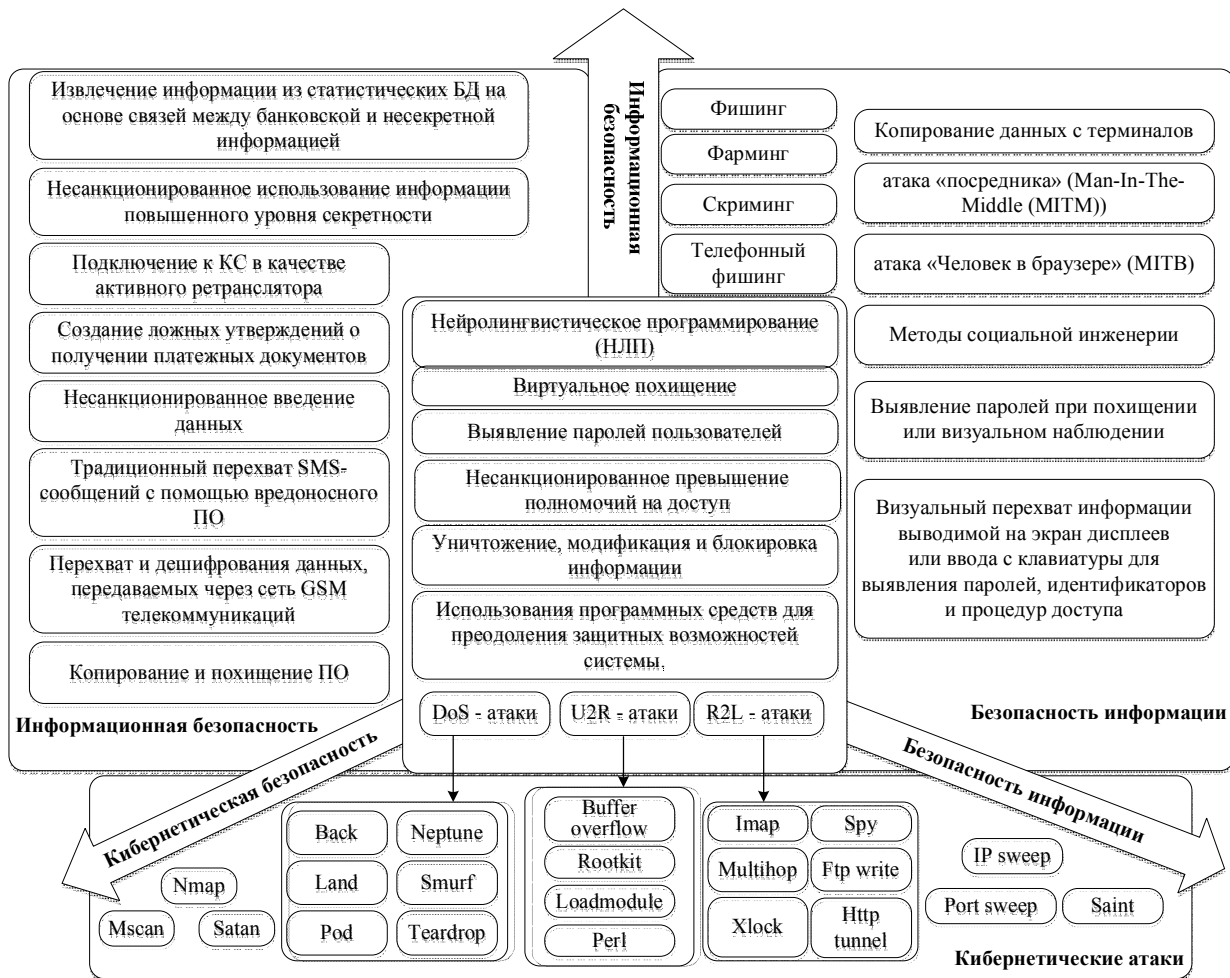 Извлечение информации из статистических БД на
основе связей между банковской и несекретной
информацией
Несанкционированное использование информации
повышенного уровня секретности
Подключение к КС в качестве
активного ретранслятора
Создание ложных утверждений о
получении платежных документов
Несанкционированное введение
данных
Традиционный перехват SMS-
сообщений с помощью вредоносного
ПО
Перехват и дешифрования данных,
передаваемых через сеть GSM
телекоммуникаций
Копирование и похищение ПО
Информационная безопасность
Информационная
безопасность
Фишинг
Фарминг
Скриминг
Телефонный
фишинг
Копирование данных с терминалов
атака «посредника» (Man-In-The-
Middle (MITM))
атака «Человек в браузере» (MITB)
Методы социальной инженерии
Выявление паролей при похищении
или визуальном наблюдении
Визуальный перехват информации
выводимой на экран дисплеев
или ввода с клавиатуры для
выявления паролей, идентификаторов
и процедур доступа
Безопасность информации
Нейролингвистическое программирование
(НЛП)
Виртуальное похищение
Выявление паролей пользователей
Несанкционированное превышение
полномочий на доступ
Уничтожение, модификация и блокировка
информации
Использования программных средств для
преодоления защитных возможностей
системы.
DoS - атаки
U2R - атаки
R2L - атаки
Кибернетическая безопасность
Безопасность информации
Nmap
Mscan
Satan
Back
Neptune
Land
Smurf
Pod
Teardrop
Buffer
overflow
Rootkit
Loadmodule
Perl
Imap
Spy
Multihop
Ftp write
Xlock
Http
tunnel
IP sweep
Port sweep
Saint
Кибернетические атаки